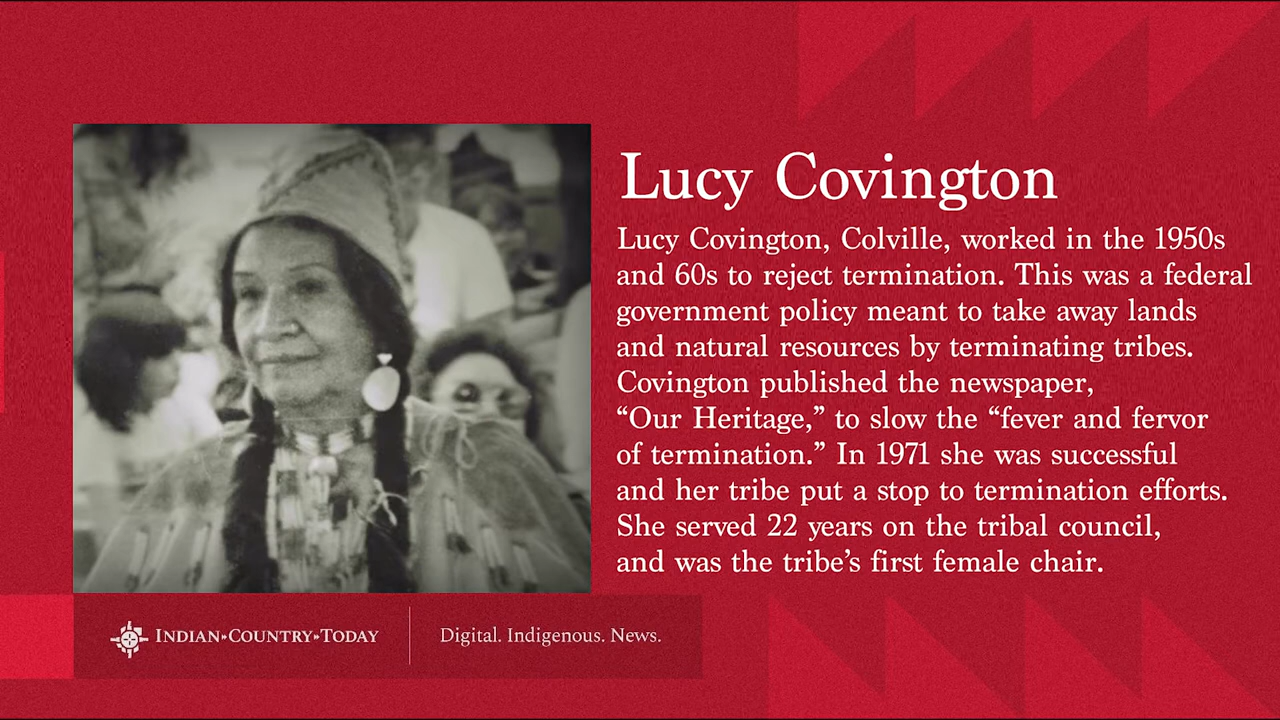 Lucy Covington
Lucy Covington, Colville, worked in the 1950s
and 60s to reject termination. This was a federal
government policy meant to take away lands
and natural resources by terminating tribes.
Covington published the newspaper,
“Our Heritage,” to slow the “fever and fervor
of termination.” In 1971 she was successful
and her tribe put a stop to termination efforts.
She served 22 years on the tribal council,
and was the tribe’s first female chair.
INDIAN»COUNTRY»TODAY
Digital. Indigenous. News.